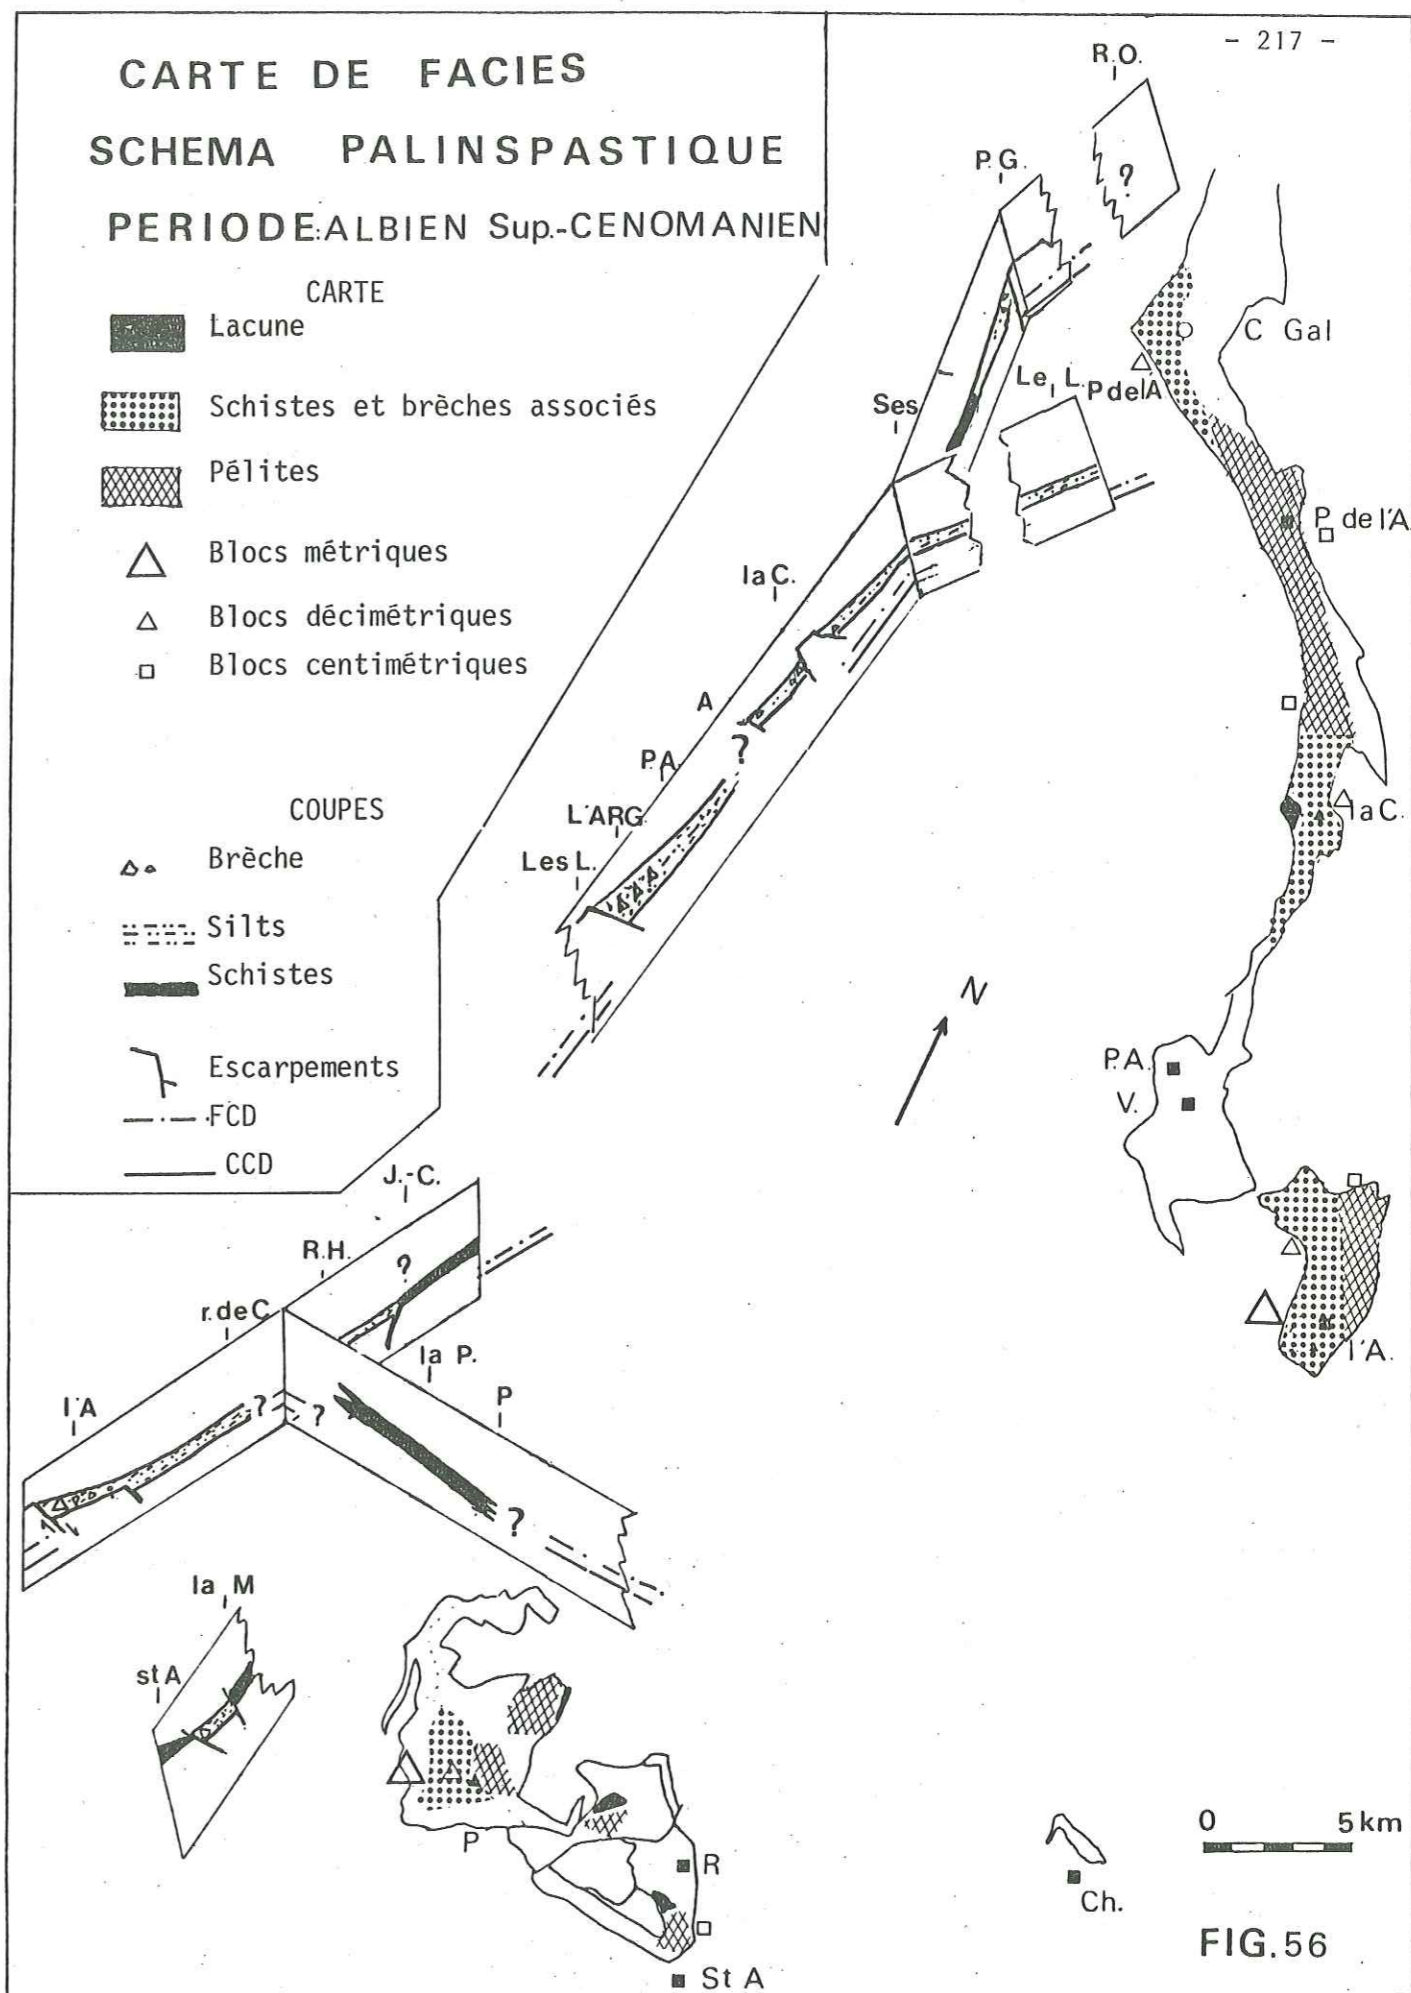 - 217 -
CARTE DE FACIES
SCHEMA PALINSPASTIQUE
PERIODE:ALBIEN Sup.-CENOMANIEN
CARTE
Lacune
Schistes et brèches associés
Pélites
Blocs métriques
Blocs décimétriques
Blocs centimétriques
COUPES
Brèche
Silts
Schistes
Escarpements
FCD
CCD
R.O.
P.G.
?
C Gal
Le L.
P de l'A
Ses
P de l'A
la C.
A
?
P.A.
L'ARG
Les L.
la C.
N
P.A.
V.
l'A.
J.-C.
R.H.
?
r. de C
la P.
P
l'A
?
?
?
la M
st A
P
R
St A
0 5 km
Ch.
FIG.56